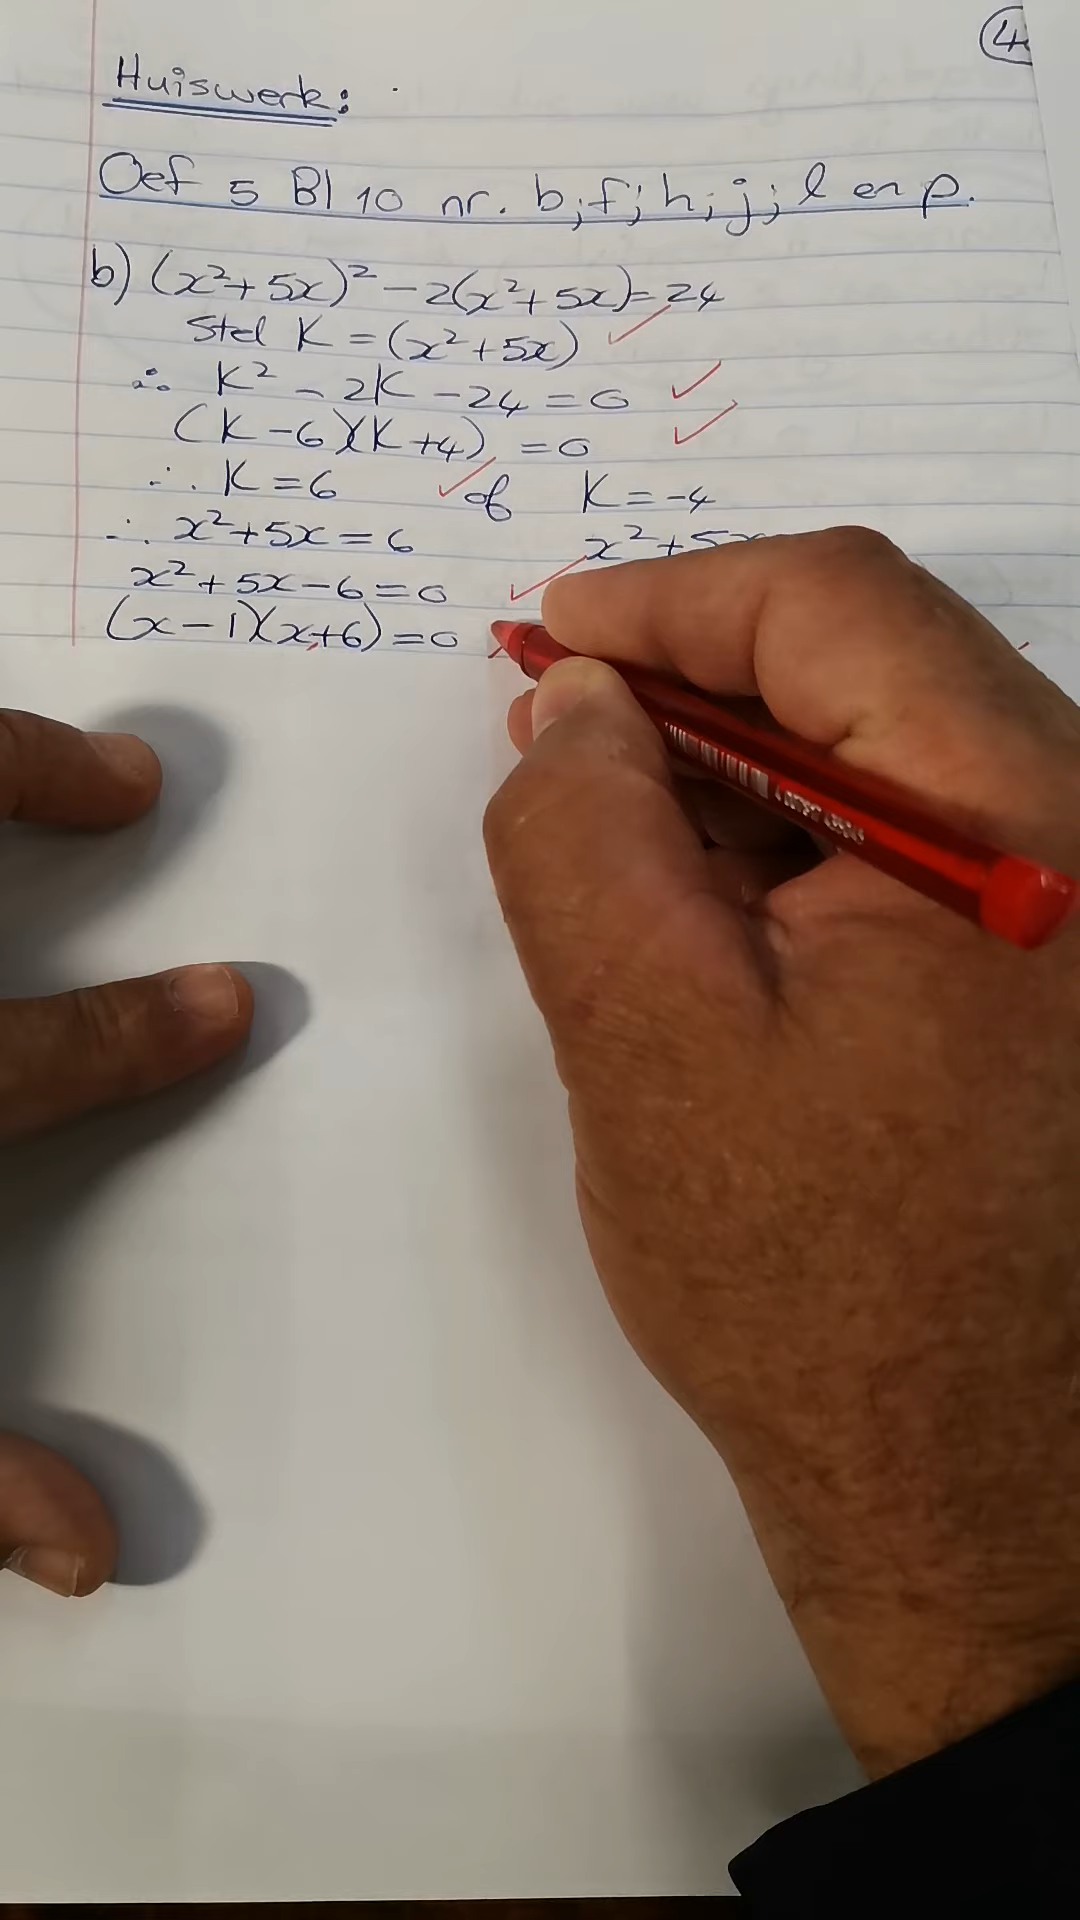 4
Huiswerk:
Oef 5 Bl 10 nr. b; f; h; j; l en p.
b) (x²+5x)² - 2(x²+5x) = 24
Stel K = (x²+5x)
∴ K² - 2K - 24 = 0
(K-6)(K+4) = 0
∴ K = 6 of K = -4
∴ x²+5x = 6 x²+5x
x²+5x-6=0
(x-1)(x+6)=0